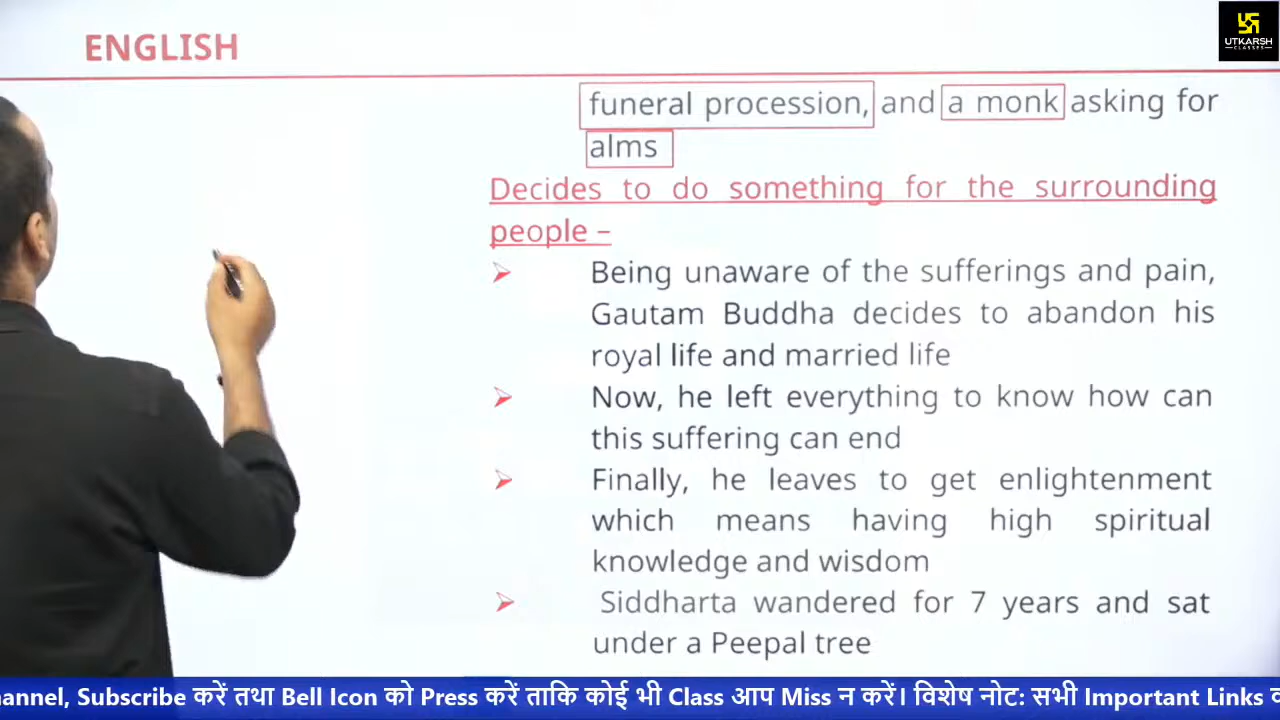 ENGLISH
UTKARSH
CLASSES
funeral procession, and a monk asking for
alms
Decides to do something for the surrounding
people –
Being unaware of the sufferings and pain,
Gautam Buddha decides to abandon his
royal life and married life
Now, he left everything to know how can
this suffering can end
Finally, he leaves to get enlightenment
which means having high spiritual
knowledge and wisdom
Siddharta wandered for 7 years and sat
under a Peepal tree
Subscribe करें तथा Bell Icon को Press करें ताकि कोई भी Class आप Miss न करें। विशेष नोट: सभी Important Links